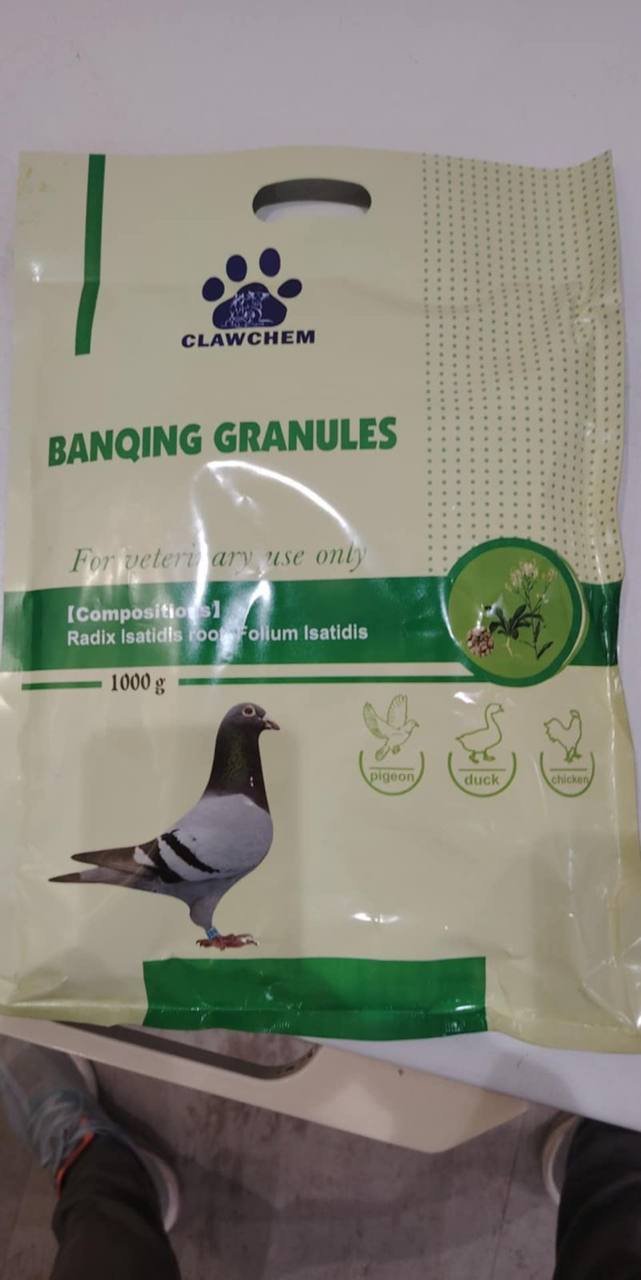 CLAWCHEM
BANQING GRANULES
For veterinary use only
【Compositions】
Radix Isatidis root, Folium Isatidis
1000 g
pigeon
duck
chicken